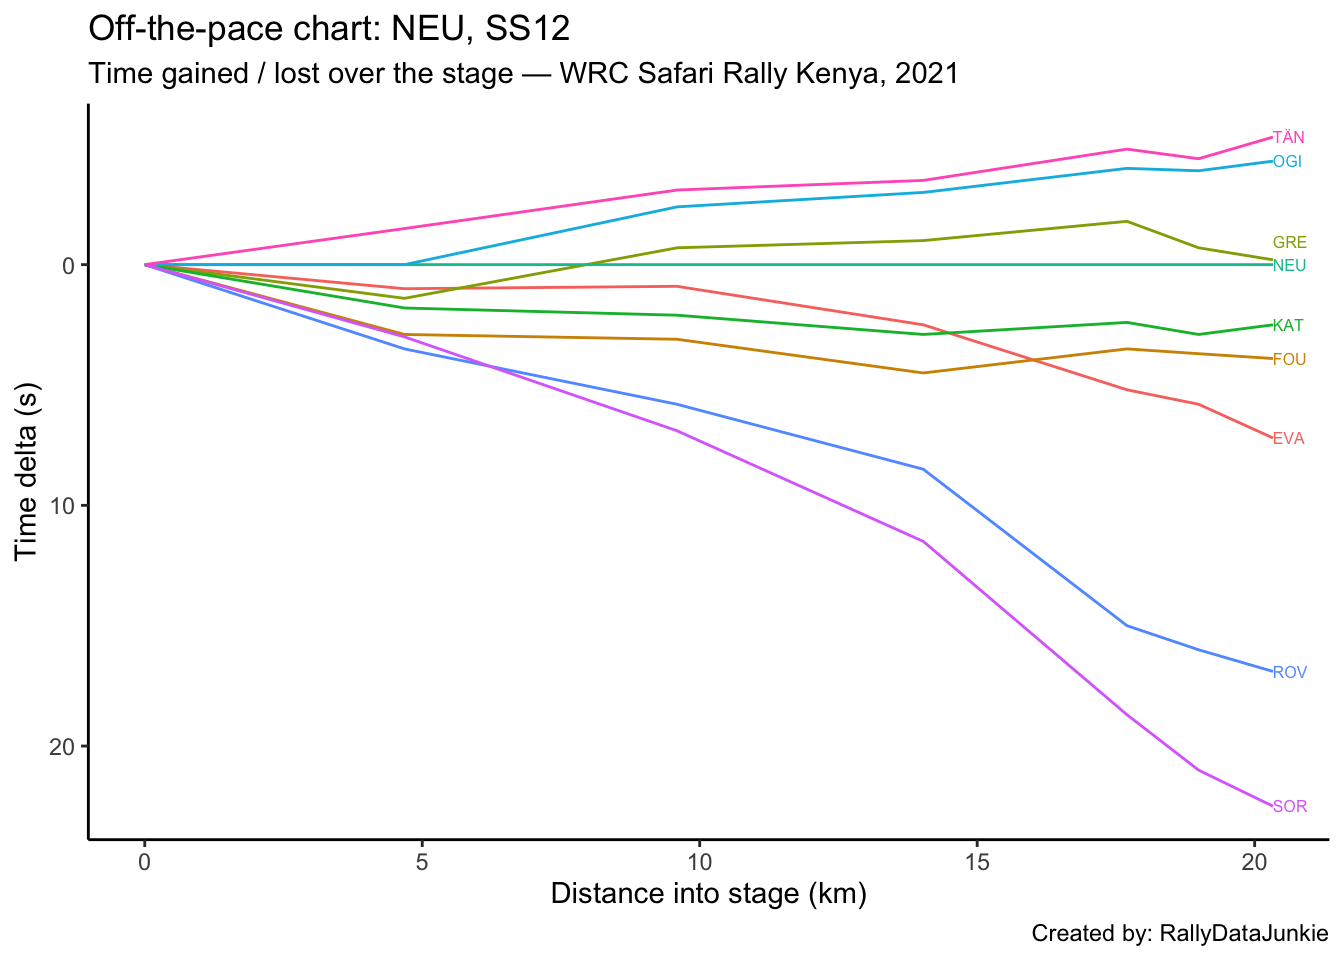 Off-the-pace chart: NEU, SS12
Time gained / lost over the stage — WRC Safari Rally Kenya, 2021
TÄN
OGI
GRE
0
NEU
KAT
FOU
EVA
Time delta (s)
10
ROV
20
SOR
0 5 10 15 20
Distance into stage (km)
Created by: RallyDataJunkie